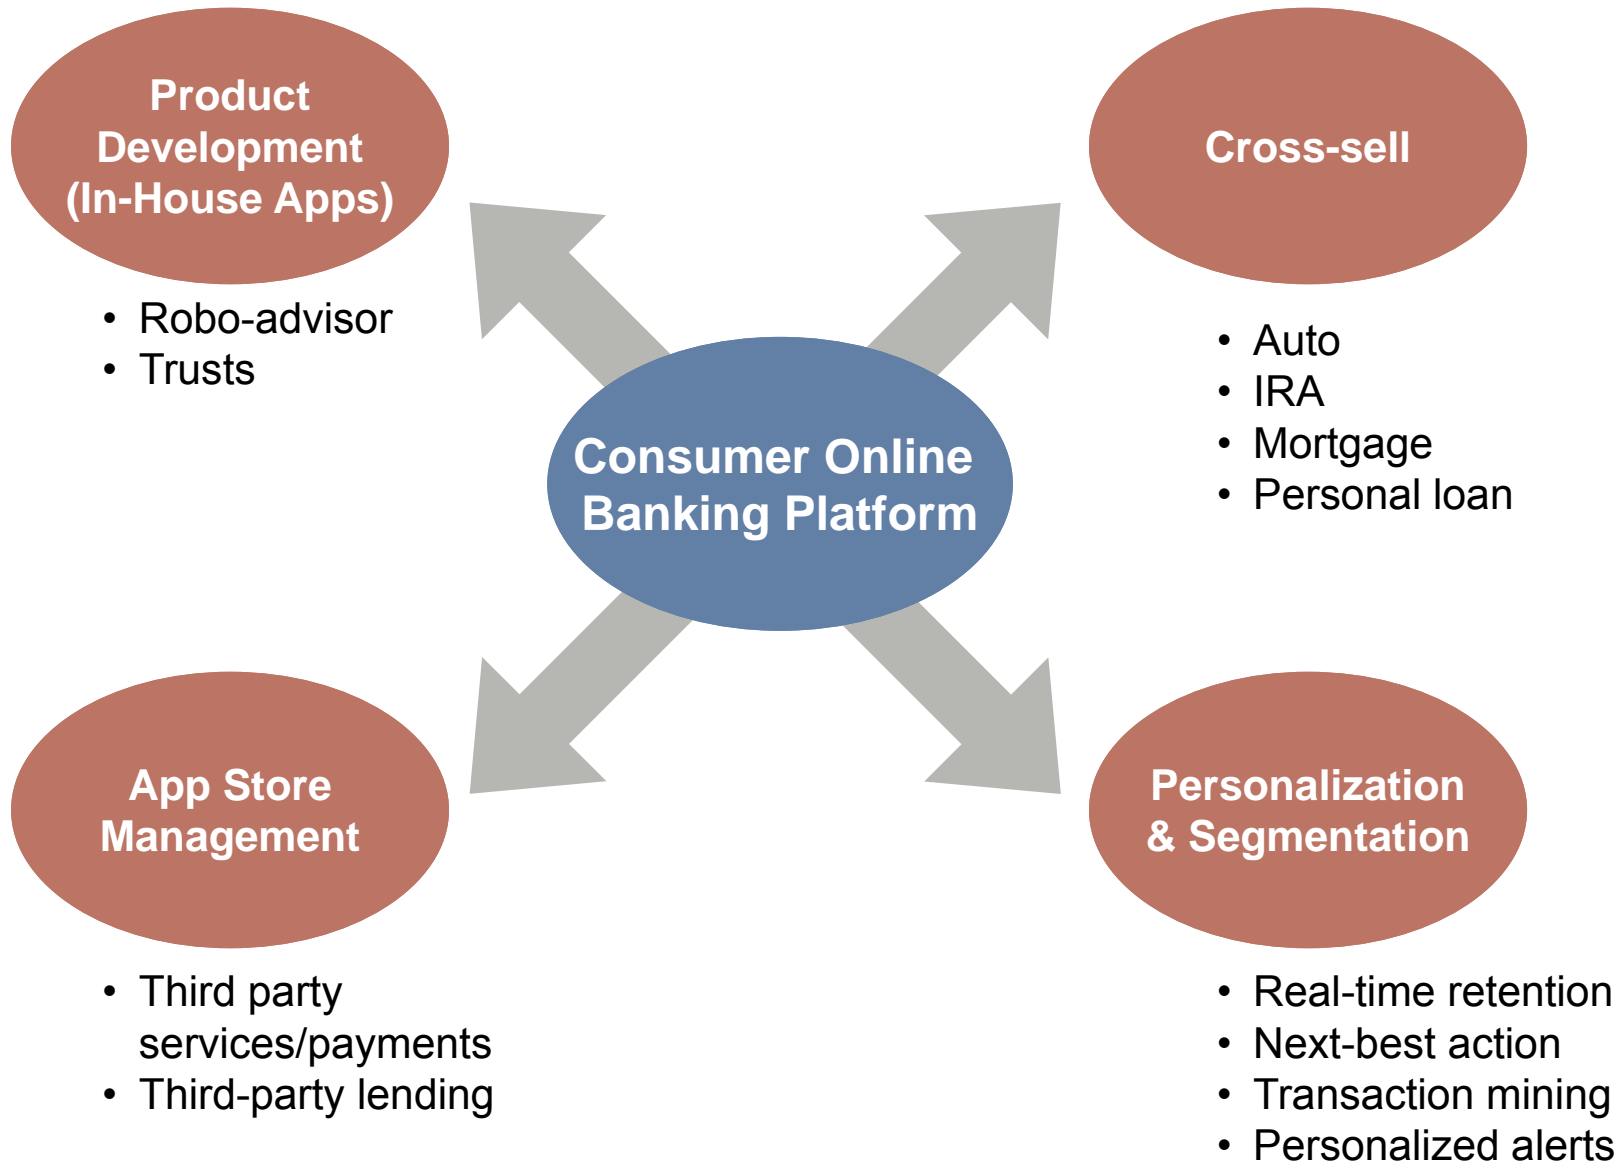 Product
Development
(In-House Apps)
• Robo-advisor
• Trusts
Cross-sell
• Auto
• IRA
• Mortgage
• Personal loan
Consumer Online
Banking Platform
App Store
Management
• Third party
services/payments
• Third-party lending
Personalization
& Segmentation
• Real-time retention
• Next-best action
• Transaction mining
• Personalized alerts